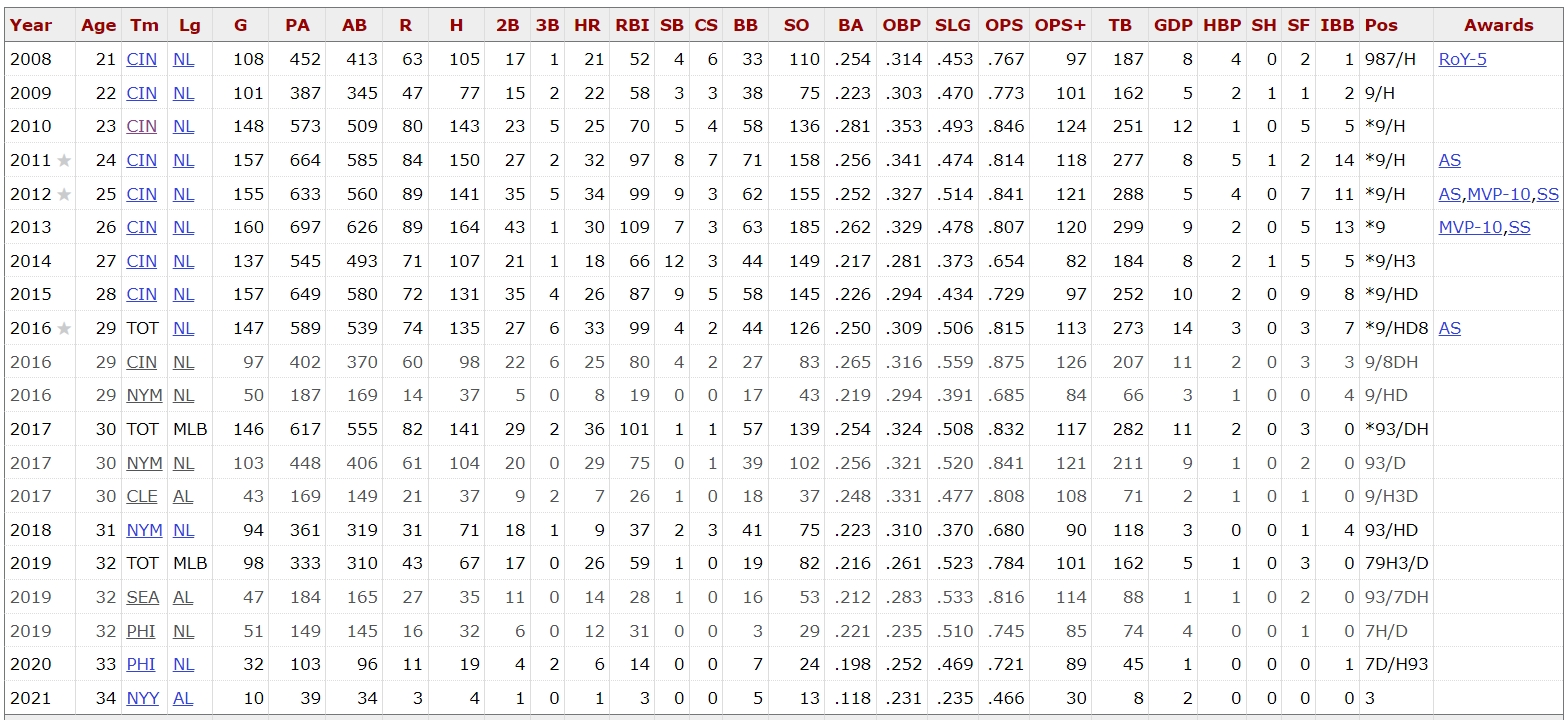 Year Age Tm Lg G PA AB R H 2B 3B HR RBI SB CS BB SO BA OBP SLG OPS OPS+ TB GDP HBP SH SF IBB Pos Awards
2008 21 CIN NL 108 452 413 63 105 17 1 21 52 4 6 33 110 .254 .314 .453 .767 97 187 8 4 0 2 1 987/H RoY-5
2009 22 CIN NL 101 387 345 47 77 15 2 22 58 3 3 38 75 .223 .303 .470 .773 101 162 5 2 1 1 2 9/H
2010 23 CIN NL 148 573 509 80 143 23 5 25 70 5 4 58 136 .281 .353 .493 .846 124 251 12 1 0 5 5 *9/H
2011 ★ 24 CIN NL 157 664 585 84 150 27 2 32 97 8 7 71 158 .256 .341 .474 .814 118 277 8 5 1 2 14 *9/H AS
2012 ★ 25 CIN NL 155 633 560 89 141 35 5 34 99 9 3 62 155 .252 .327 .514 .841 121 288 5 4 0 7 11 *9/H AS,MVP-10,SS
2013 26 CIN NL 160 697 626 89 164 43 1 30 109 7 3 63 185 .262 .329 .478 .807 120 299 9 2 0 5 13 *9 MVP-10,SS
2014 27 CIN NL 137 545 493 71 107 21 1 18 66 12 3 44 149 .217 .281 .373 .654 82 184 8 2 1 5 5 *9/H3
2015 28 CIN NL 157 649 580 72 131 35 4 26 87 9 5 58 145 .226 .294 .434 .729 97 252 10 2 0 9 8 *9/HD
2016 ★ 29 TOT NL 147 589 539 74 135 27 6 33 99 4 2 44 126 .250 .309 .506 .815 113 273 14 3 0 3 7 *9/HD8 AS
2016 29 CIN NL 97 402 370 60 98 22 6 25 80 4 2 27 83 .265 .316 .559 .875 126 207 11 2 0 3 3 9/8DH
2016 29 NYM NL 50 187 169 14 37 5 0 8 19 0 0 17 43 .219 .294 .391 .685 84 66 3 1 0 0 4 9/HD
2017 30 TOT MLB 146 617 555 82 141 29 2 36 101 1 1 57 139 .254 .324 .508 .832 117 282 11 2 0 3 0 *93/DH
2017 30 NYM NL 103 448 406 61 104 20 0 29 75 0 1 39 102 .256 .321 .520 .841 121 211 9 1 0 2 0 93/D
2017 30 CLE AL 43 169 149 21 37 9 2 7 26 1 0 18 37 .248 .331 .477 .808 108 71 2 1 0 1 0 9/H3D
2018 31 NYM NL 94 361 319 31 71 18 1 9 37 2 3 41 75 .223 .310 .370 .680 90 118 3 0 0 1 4 93/HD
2019 32 TOT MLB 98 333 310 43 67 17 0 26 59 1 0 19 82 .216 .261 .523 .784 101 162 5 1 0 3 0 79H3/D
2019 32 SEA AL 47 184 165 27 35 11 0 14 28 1 0 16 53 .212 .283 .533 .816 114 88 1 1 0 2 0 93/7DH
2019 32 PHI NL 51 149 145 16 32 6 0 12 31 0 0 3 29 .221 .235 .510 .745 85 74 4 0 0 1 0 7H/D
2020 33 PHI NL 32 103 96 11 19 4 2 6 14 0 0 7 24 .198 .252 .469 .721 89 45 1 0 0 0 1 7D/H93
2021 34 NYY AL 10 39 34 3 4 1 0 1 3 0 0 5 13 .118 .231 .235 .466 30 8 2 0 0 0 0 3